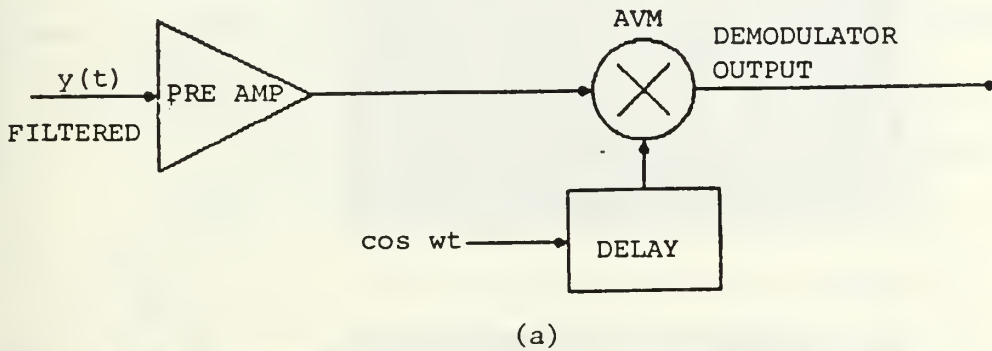 AVM
DEMODULATOR
OUTPUT
y(t)
PRE AMP
FILTERED
cos wt
DELAY
(a)